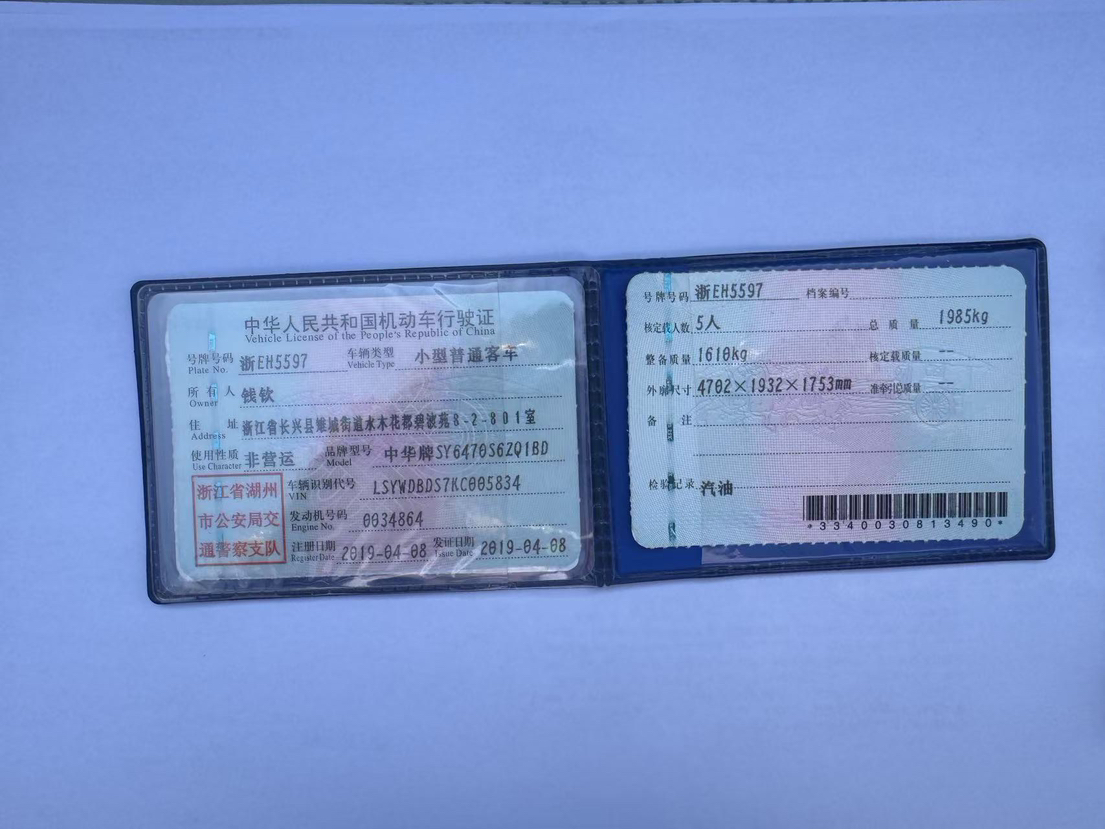 中华人民共和国机动车行驶证
Vehicle License of the People's Republic of China
号牌号码 浙EH5597 车辆类型 小型普通客车
Plate No. Vehicle Type
所有人 钱钦
Owner
住址 浙江省长兴县雉城街道水木花都碧波苑8-2-801室
Address
使用性质 非营运 品牌型号 中华牌SY6470S6ZQ1BD
Use Character Model
浙江省湖州
市公安局交
通警察支队
车辆识别代号 LSYWDBDS7KC005834
VIN
发动机号码 0034864
Engine No.
注册日期 2019-04-08 发证日期 2019-04-08
Register Date Issue Date
号牌号码 浙EH5597 档案编号
核定载人数 5人 总质量 1985kg
整备质量 1610kg 核定载质量 --
外廓尺寸 4702×1932×1753mm 准牵引总质量 --
备注
检验记录 汽油
*3340030813490*